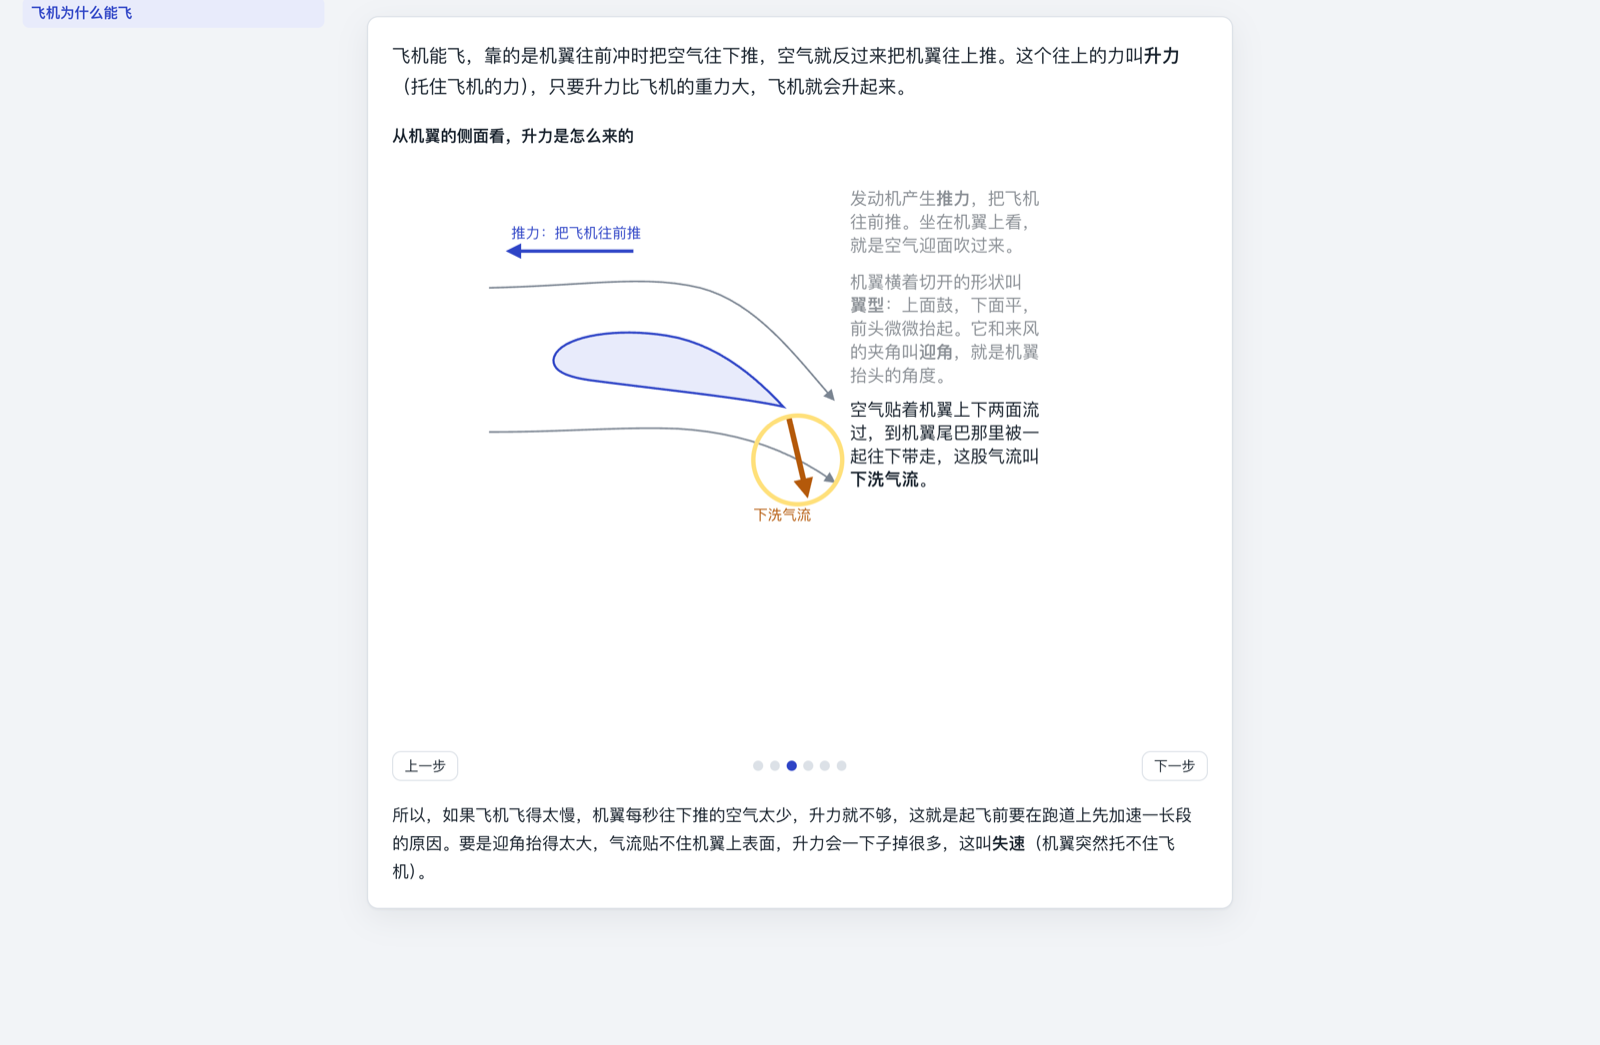 飞机为什么能飞
飞机能飞，靠的是机翼往前冲时把空气往下推，空气就反过来把机翼往上推。这个往上的力叫升力
（托住飞机的力），只要升力比飞机的重力大，飞机就会升起来。
从机翼的侧面看，升力是怎么来的
推力：把飞机往前推
下洗气流
发动机产生推力，把飞机
往前推。坐在机翼上看，
就是空气迎面吹过来。
机翼横着切开的形状叫
翼型：上面鼓，下面平，
前头微微抬起。它和来风
的夹角叫迎角，就是机翼
抬头的角度。
空气贴着机翼上下两面流
过，到机翼尾巴那里被一
起往下带走，这股气流叫
下洗气流。
上一步
下一步
所以，如果飞机飞得太慢，机翼每秒往下推的空气太少，升力就不够，这就是起飞前要在跑道上先加速一长段
的原因。要是迎角抬得太大，气流贴不住机翼上表面，升力会一下子掉很多，这叫失速（机翼突然托不住飞
机）。